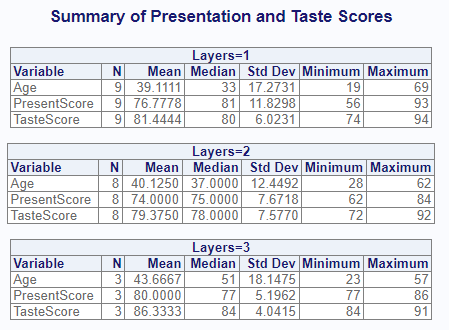 Summary of Presentation and Taste Scores
Layers=1
Variable N Mean Median Std Dev Minimum Maximum
Age 9 39.1111 33 17.2731 19 69
PresentScore 9 76.7778 81 11.8298 56 93
TasteScore 9 81.4444 80 6.0231 74 94
Layers=2
Variable N Mean Median Std Dev Minimum Maximum
Age 8 40.1250 37.0000 12.4492 28 62
PresentScore 8 74.0000 75.0000 7.6718 62 84
TasteScore 8 79.3750 78.0000 7.5770 72 92
Layers=3
Variable N Mean Median Std Dev Minimum Maximum
Age 3 43.6667 51 18.1475 23 57
PresentScore 3 80.0000 77 5.1962 77 86
TasteScore 3 86.3333 84 4.0415 84 91